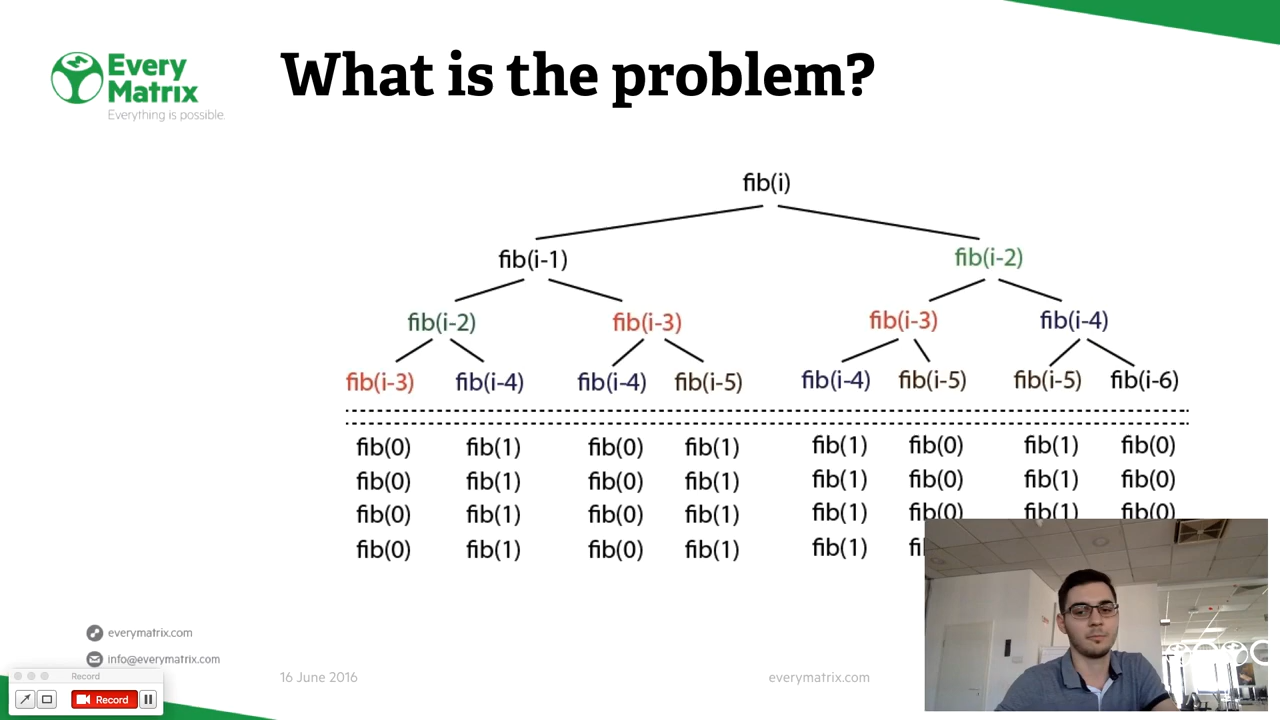 Every
Matrix
Everything is possible.
What is the problem?
fib(i)
fib(i-1) fib(i-2)
fib(i-2) fib(i-3) fib(i-3) fib(i-4)
fib(i-3) fib(i-4) fib(i-4) fib(i-5) fib(i-4) fib(i-5) fib(i-5) fib(i-6)
fib(0) fib(1) fib(0) fib(1) fib(1) fib(0) fib(1) fib(0)
fib(0) fib(1) fib(0) fib(1) fib(1) fib(0) fib(1) fib(0)
fib(0) fib(1) fib(0) fib(1) fib(1) fib(0) fib(1) fib(0)
fib(0) fib(1) fib(0) fib(1) fib(1)
everymatrix.com
info@everymatrix.com
Record
Record
16 June 2016
everymatrix.com